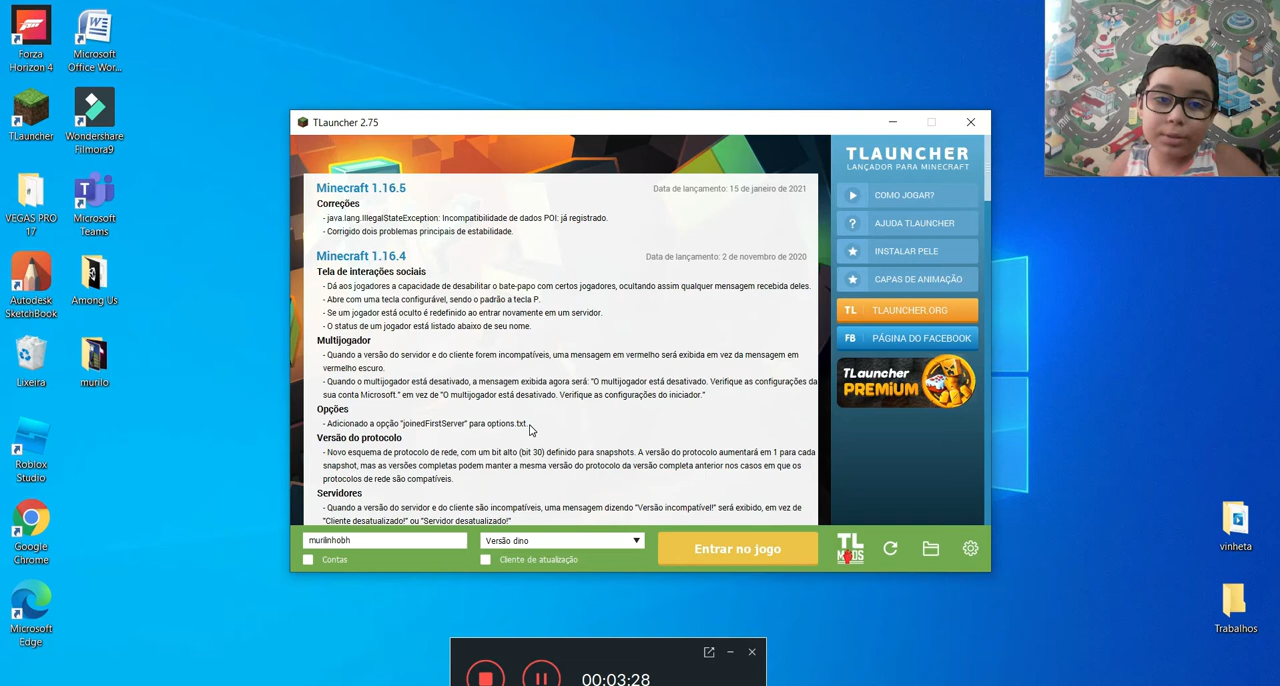 Forza
Horizon 4
Microsoft
Office Wor...
TLauncher
Wondershare
Filmora9
VEGAS PRO
17
Microsoft
Teams
Autodesk
SketchBook
Among Us
Lixeira
murilo
Roblox
Studio
Google
Chrome
Microsoft
Edge
TLauncher 2.75
Minecraft 1.16.5
Data de lançamento: 15 de janeiro de 2021
Correções
- java.lang.IllegalStateException: Incompatibilidade de dados POI: já registrado.
- Corrigido dois problemas principais de estabilidade.
Minecraft 1.16.4
Data de lançamento: 2 de novembro de 2020
Tela de interações sociais
- Dá aos jogadores a capacidade de desabilitar o bate-papo com certos jogadores, ocultando assim qualquer mensagem recebida deles.
- Abre com uma tecla configurável, sendo o padrão a tecla P.
- Se um jogador está oculto é redefinido ao entrar novamente em um servidor.
- O status de um jogador está listado abaixo de seu nome.
Multijogador
- Quando a versão do servidor e do cliente forem incompatíveis, uma mensagem em vermelho será exibida em vez da mensagem em
vermelho escuro.
- Quando o multijogador está desativado, a mensagem exibida agora será: "O multijogador está desativado. Verifique as configurações da
sua conta Microsoft." em vez de "O multijogador está desativado. Verifique as configurações do iniciador."
Opções
- Adicionado a opção "joinedFirstServer" para options.txt.
Versão do protocolo
- Novo esquema de protocolo de rede, com um bit alto (bit 30) definido para snapshots. A versão do protocolo aumentará em 1 para cada
snapshot, mas as versões completas podem manter a mesma versão do protocolo da versão completa anterior nos casos em que os
protocolos de rede são compatíveis.
Servidores
- Quando a versão do servidor e do cliente são incompatíveis, uma mensagem dizendo "Versão incompatível!" será exibido, em vez de
"Cliente desatualizado!" ou "Servidor desatualizado!"
TLAUNCHER
LANÇADOR PARA MINECRAFT
COMO JOGAR?
? AJUDA TLAUNCHER
INSTALAR PELE
CAPAS DE ANIMAÇÃO
TL TLAUNCHER.ORG
FB PÁGINA DO FACEBOOK
TLauncher
PREMIUM
murilinhobh
Versão dino
Entrar no jogo
TL
MODS
Contas
Cliente de atualização
00:03:28
vinheta
Trabalhos